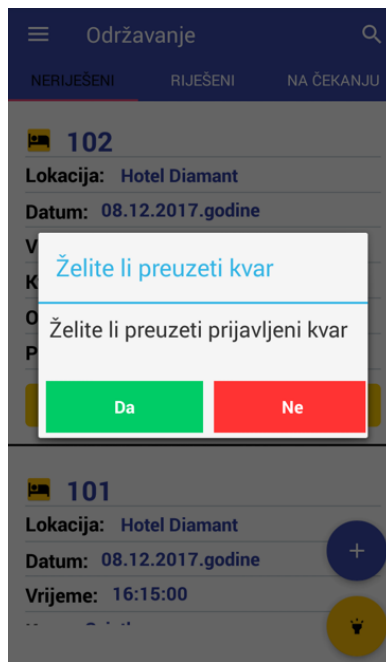 Održavanje
NERIJEŠENI RIJEŠENI NA ČEKANJU
102
Lokacija: Hotel Diamant
Datum: 08.12.2017.godine
V
Želite li preuzeti kvar
K
O
Želite li preuzeti prijavljeni kvar
P
Da Ne
101
Lokacija: Hotel Diamant
Datum: 08.12.2017.godine
Vrijeme: 16:15:00